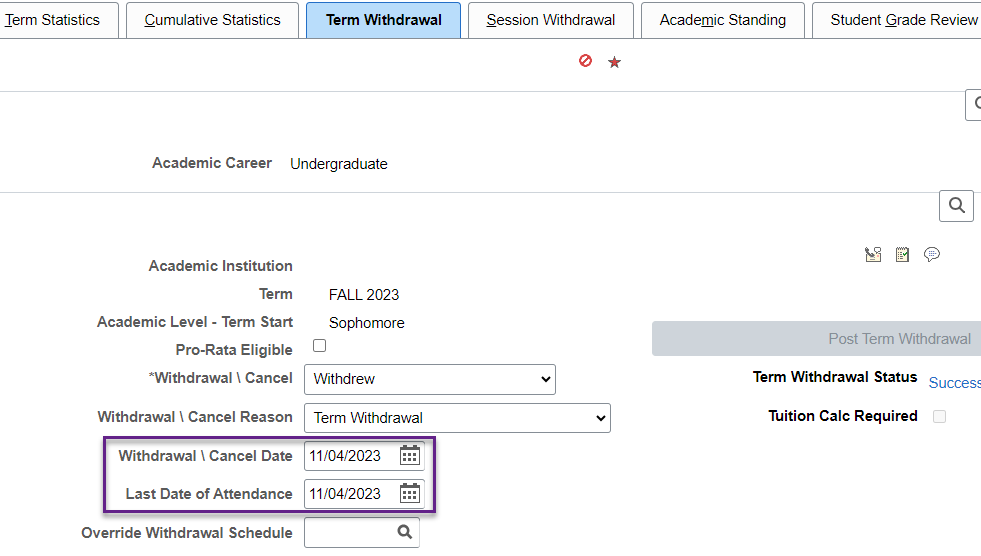 Term Statistics Cumulative Statistics Term Withdrawal Session Withdrawal Academic Standing Student Grade Review
Academic Career Undergraduate
Academic Institution
Term FALL 2023
Academic Level - Term Start Sophomore
Pro-Rata Eligible
Post Term Withdrawal
*Withdrawal \ Cancel Withdrew
Term Withdrawal Status Success
Withdrawal \ Cancel Reason Term Withdrawal
Tuition Calc Required
Withdrawal \ Cancel Date 11/04/2023
Last Date of Attendance 11/04/2023
Override Withdrawal Schedule